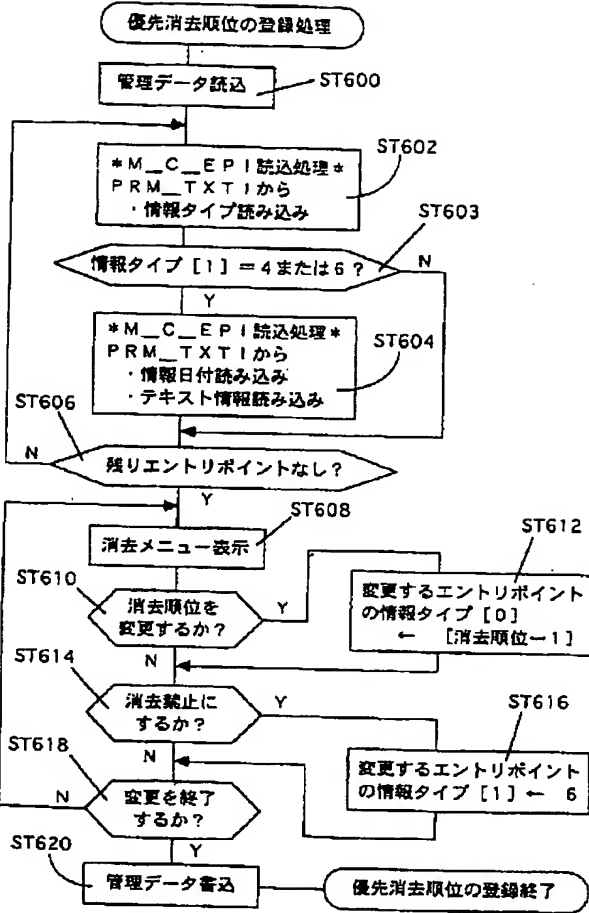 優先消去順位の登録処理
管理データ読込
ST600
ST602
*M_C_EPI読込処理*
PRM_TXTIから
・情報タイプ読み込み
ST603
情報タイプ[1]=4または6?
N
Y
ST604
*M_C_EPI読込処理*
PRM_TXTIから
・情報日付読み込み
・テキスト情報読み込み
ST606
N
残りエントリポイントなし?
Y
ST608
消去メニュー表示
ST612
ST610
消去順位を
変更するか?
Y
変更するエントリポイント
の情報タイプ[0]
← [消去順位ー1]
N
ST614
消去禁止に
するか?
Y
ST616
N
ST618
変更するエントリポイント
の情報タイプ[1]← 6
N
変更を終了
するか?
Y
ST620
管理データ書込
優先消去順位の登録終了